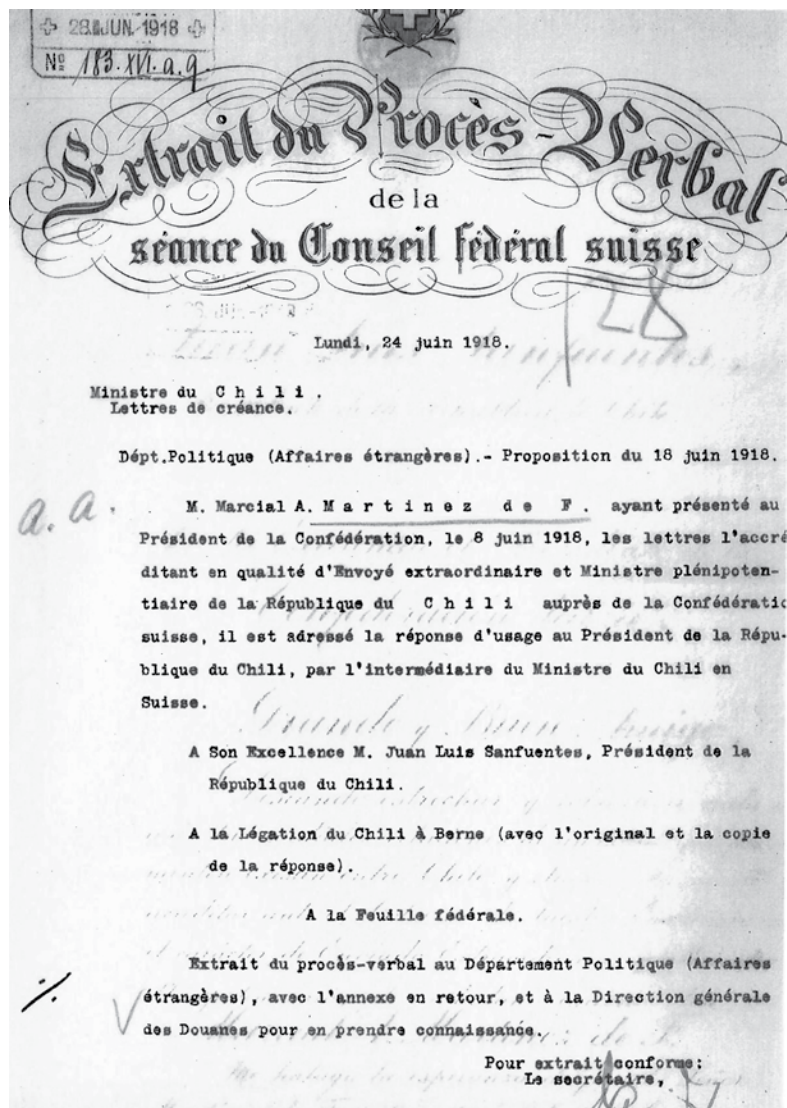 28 JUN. 1918
Nº 183.XVI.a.9.
Extrait du Procès-Verbal
de la
séance du Conseil fédéral suisse
128
Lundi, 24 juin 1918.
Ministre du C h i l i .
Lettres de créance.
Dépt.Politique (Affaires étrangères).- Proposition du 18 juin 1918.
a. a.
M. Marcial A. M a r t i n e z d e F . ayant présenté au
Président de la Confédération, le 8 juin 1918, les lettres l'accré
ditant en qualité d'Envoyé extraordinaire et Ministre plénipoten-
tiaire de la République du C h i l i auprès de la Confédératio
suisse, il est adressé la réponse d'usage au Président de la Répu-
blique du Chili, par l'intermédiaire du Ministre du Chili en
Suisse.
A Son Excellence M. Juan Luis Sanfuentes, Président de la
République du Chili.
A la Légation du Chili à Berne (avec l'original et la copie
de la réponse).
A la Feuille fédérale.
Extrait du procès-verbal au Département Politique (Affaires
étrangères), avec l'annexe en retour, et à la Direction générale
des Douanes pour en prendre connaissance.
Pour extrait conforme:
Le secrétaire,